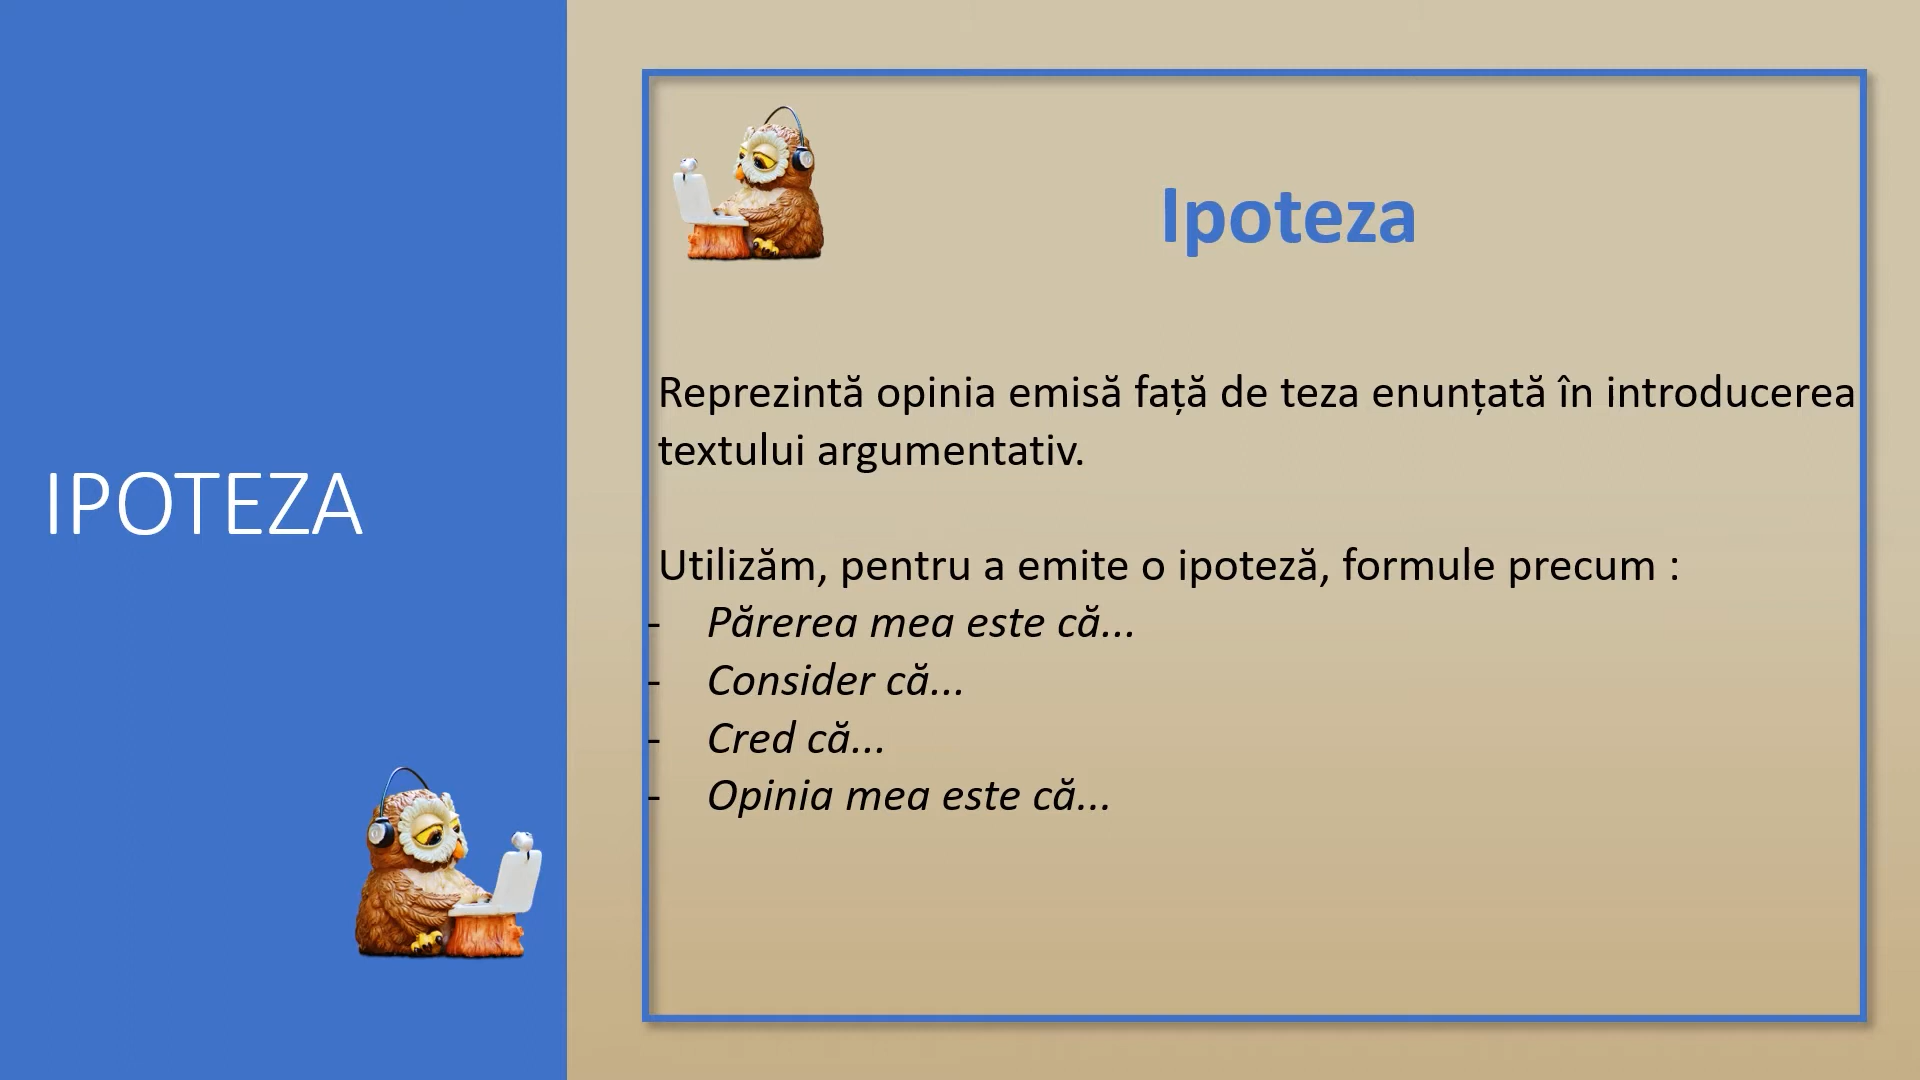 IPOTEZA
Ipoteza
Reprezintă opinia emisă față de teza enunțată în introducerea
textului argumentativ.
Utilizăm, pentru a emite o ipoteză, formule precum :
- Părerea mea este că...
- Consider că...
- Cred că...
- Opinia mea este că...